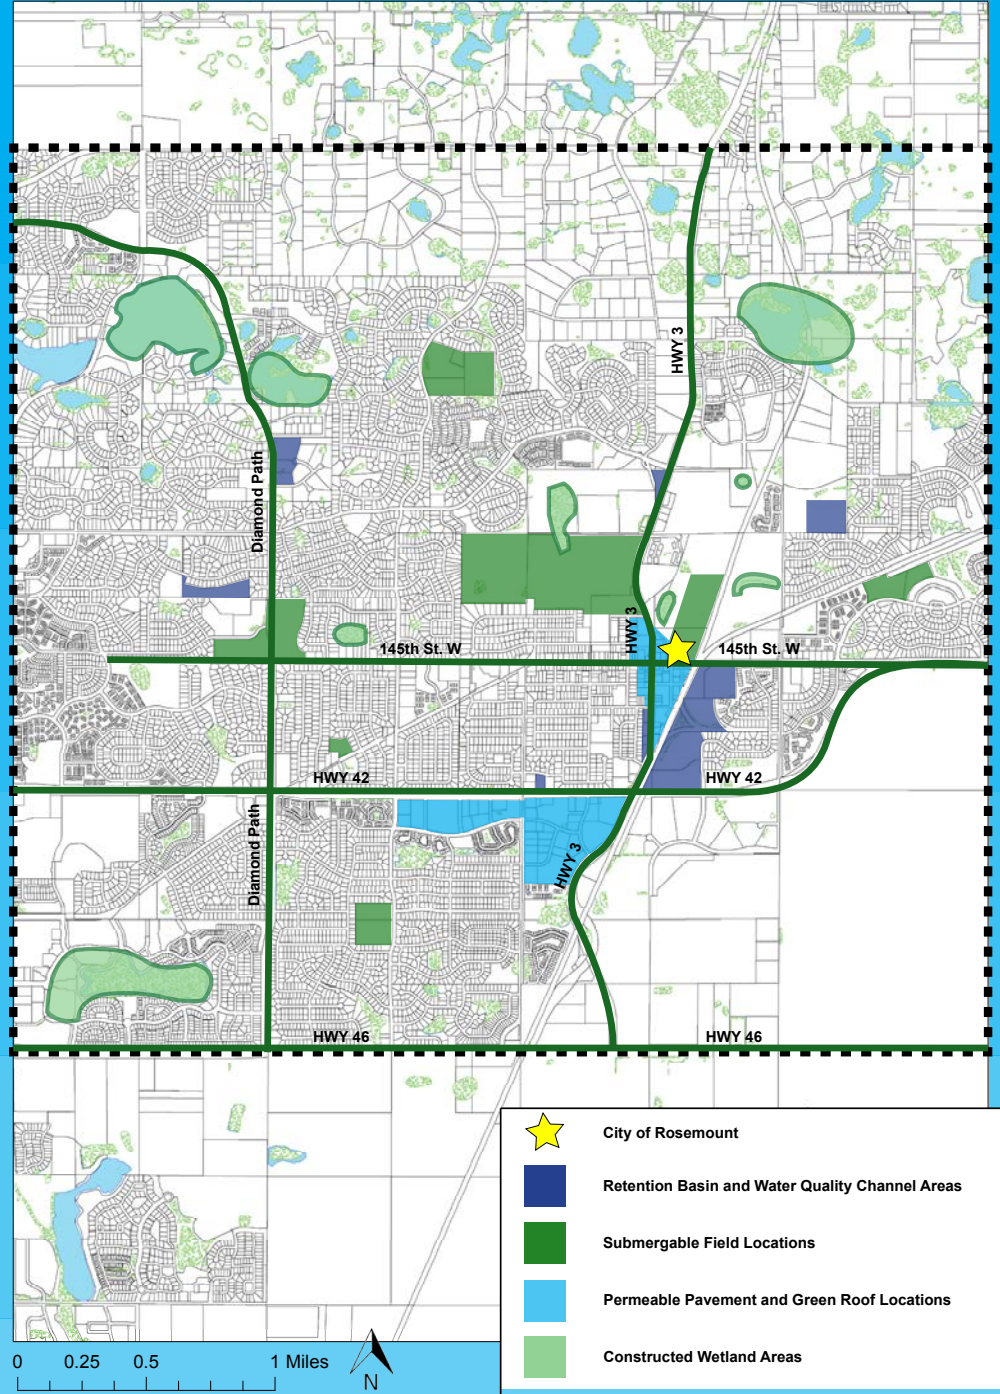 HWY 3
Diamond Path
HWY 3
145th St. W
145th St. W
HWY 42
HWY 42
Diamond Path
HWY 3
HWY 46
HWY 46
City of Rosemount
Retention Basin and Water Quality Channel Areas
Submergable Field Locations
Permeable Pavement and Green Roof Locations
Constructed Wetland Areas
0 0.25 0.5 1 Miles
N